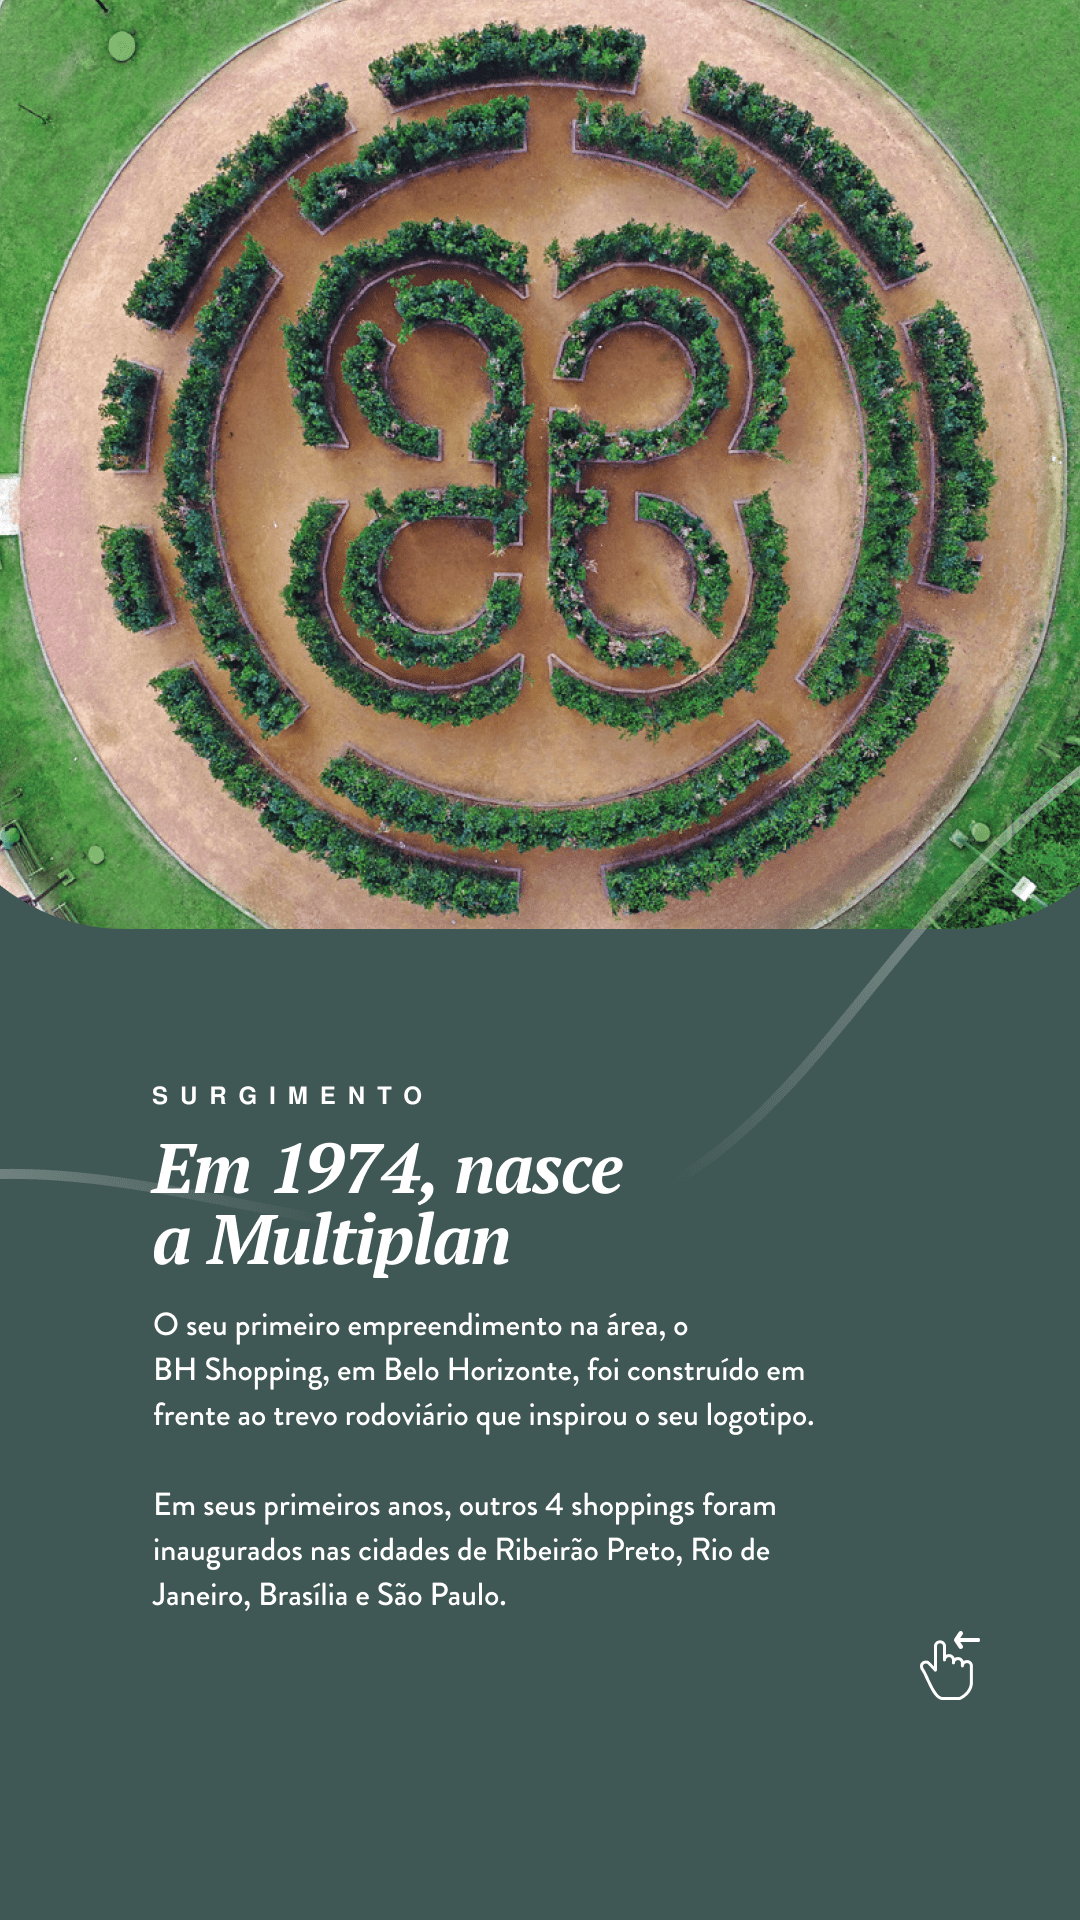 SURGIMENTO
Em 1974, nasce
a Multiplan
O seu primeiro empreendimento na área, o
BH Shopping, em Belo Horizonte, foi construído em
frente ao trevo rodoviário que inspirou o seu logotipo.
Em seus primeiros anos, outros 4 shoppings foram
inaugurados nas cidades de Ribeirão Preto, Rio de
Janeiro, Brasília e São Paulo.